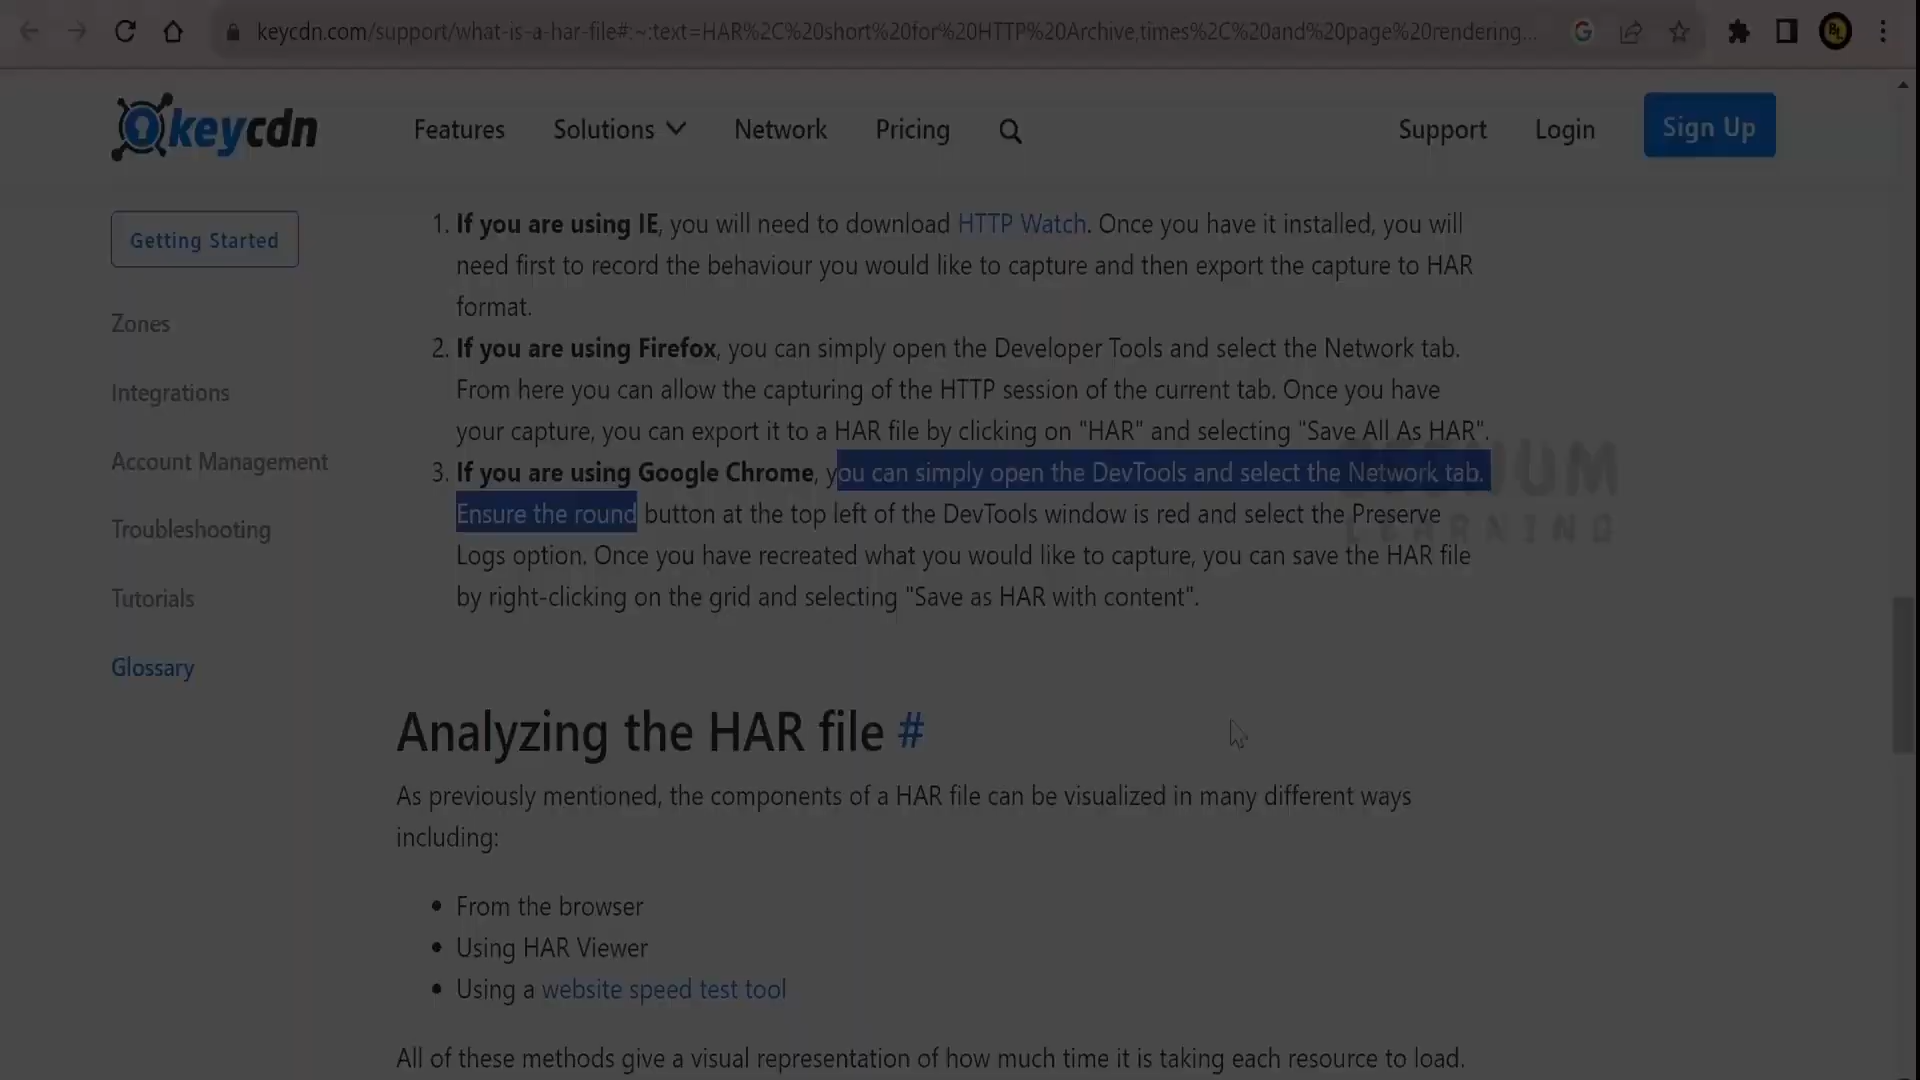 keycdn.com/support/what-is-a-har-file#:~:text=HAR%2C%20short%20for%20HTTP%20Archive,times%2C%20and%20page%20rendering...
keycdn
Features
Solutions
Network
Pricing
Support
Login
Sign Up
Getting Started
Zones
Integrations
Account Management
Troubleshooting
Tutorials
Glossary
1. If you are using IE, you will need to download HTTP Watch. Once you have it installed, you will
need first to record the behaviour you would like to capture and then export the capture to HAR
format.
2. If you are using Firefox, you can simply open the Developer Tools and select the Network tab.
From here you can allow the capturing of the HTTP session of the current tab. Once you have
your capture, you can export it to a HAR file by clicking on "HAR" and selecting "Save All As HAR".
3. If you are using Google Chrome, you can simply open the DevTools and select the Network tab.
Ensure the round button at the top left of the DevTools window is red and select the Preserve
Logs option. Once you have recreated what you would like to capture, you can save the HAR file
by right-clicking on the grid and selecting "Save as HAR with content".
LEARNING
Analyzing the HAR file #
As previously mentioned, the components of a HAR file can be visualized in many different ways
including:
• From the browser
• Using HAR Viewer
• Using a website speed test tool
All of these methods give a visual representation of how much time it is taking each resource to load.